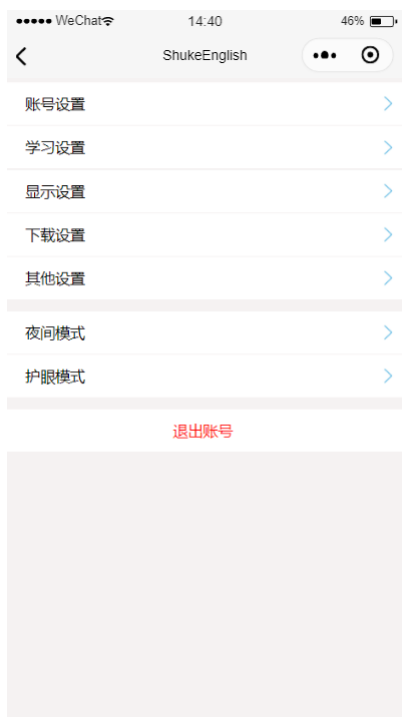 ●●●●● WeChat 14:40 46%
ShukeEnglish
账号设置
学习设置
显示设置
下载设置
其他设置
夜间模式
护眼模式
退出账号